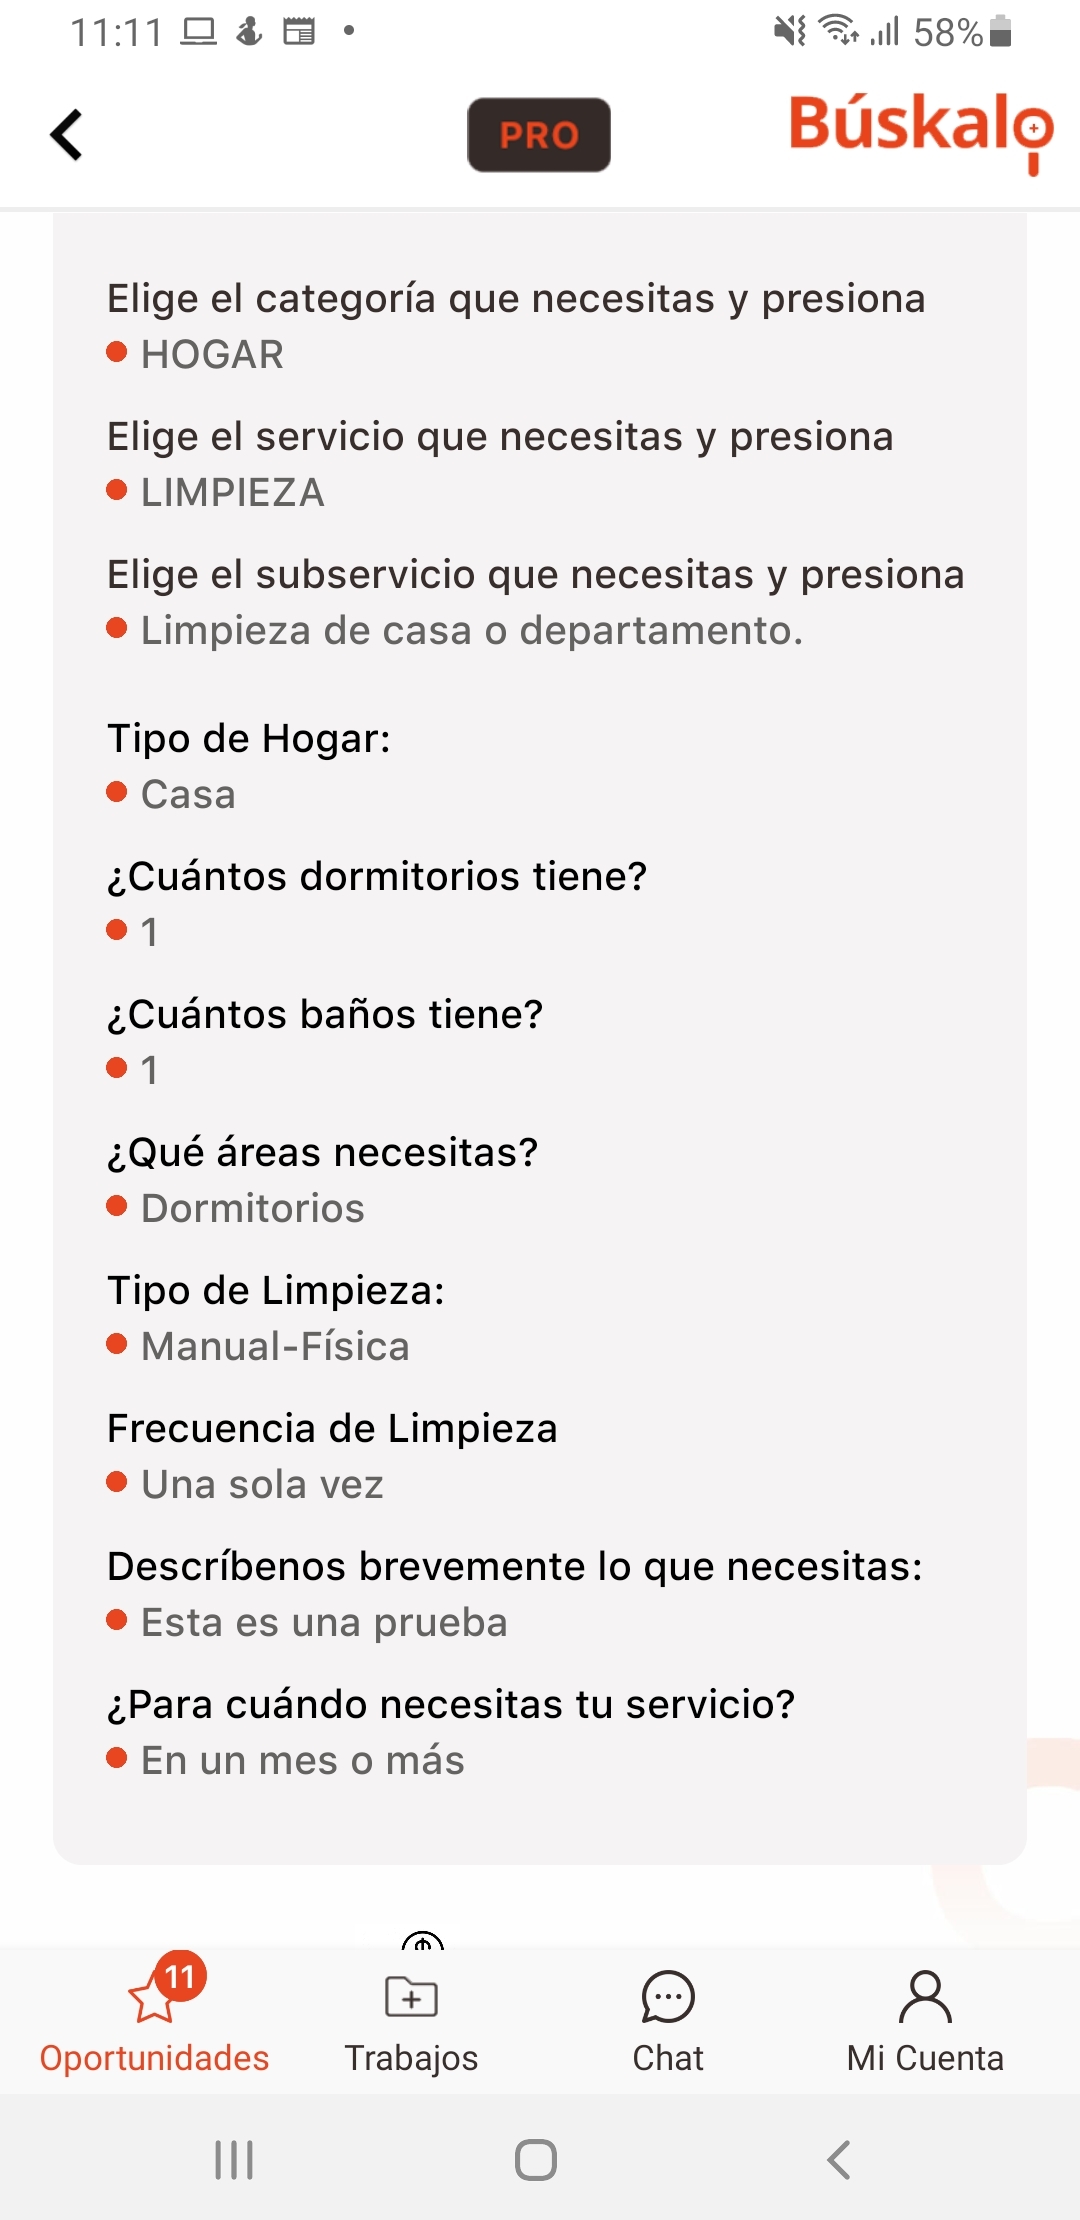 11:11
58%
PRO
Búskalo
Elige el categoría que necesitas y presiona
HOGAR
Elige el servicio que necesitas y presiona
LIMPIEZA
Elige el subservicio que necesitas y presiona
Limpieza de casa o departamento.
Tipo de Hogar:
Casa
¿Cuántos dormitorios tiene?
1
¿Cuántos baños tiene?
1
¿Qué áreas necesitas?
Dormitorios
Tipo de Limpieza:
Manual-Física
Frecuencia de Limpieza
Una sola vez
Descríbenos brevemente lo que necesitas:
Esta es una prueba
¿Para cuándo necesitas tu servicio?
En un mes o más
11
Oportunidades
Trabajos
Chat
Mi Cuenta